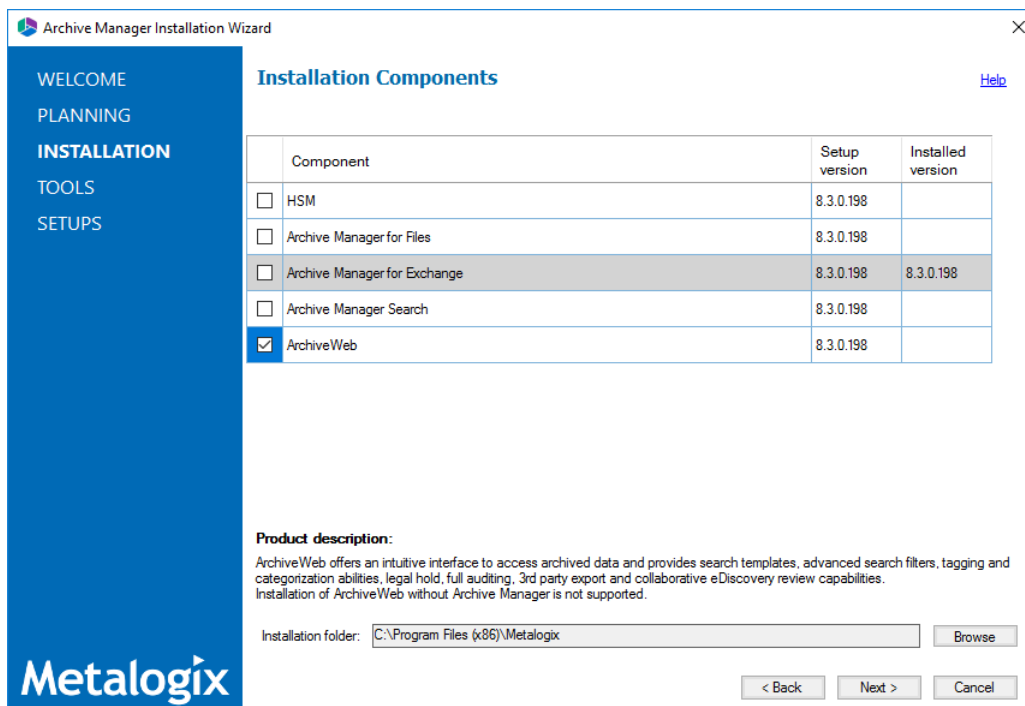 Archive Manager Installation Wizard
WELCOME
PLANNING
INSTALLATION
TOOLS
SETUPS
Metalogix
Installation Components
Help
Component Setup version Installed version
HSM 8.3.0.198
Archive Manager for Files 8.3.0.198
Archive Manager for Exchange 8.3.0.198 8.3.0.198
Archive Manager Search 8.3.0.198
ArchiveWeb 8.3.0.198
Product description:
ArchiveWeb offers an intuitive interface to access archived data and provides search templates, advanced search filters, tagging and
categorization abilities, legal hold, full auditing, 3rd party export and collaborative eDiscovery review capabilities.
Installation of ArchiveWeb without Archive Manager is not supported.
Installation folder: C:\Program Files (x86)\Metalogix Browse
< Back Next > Cancel